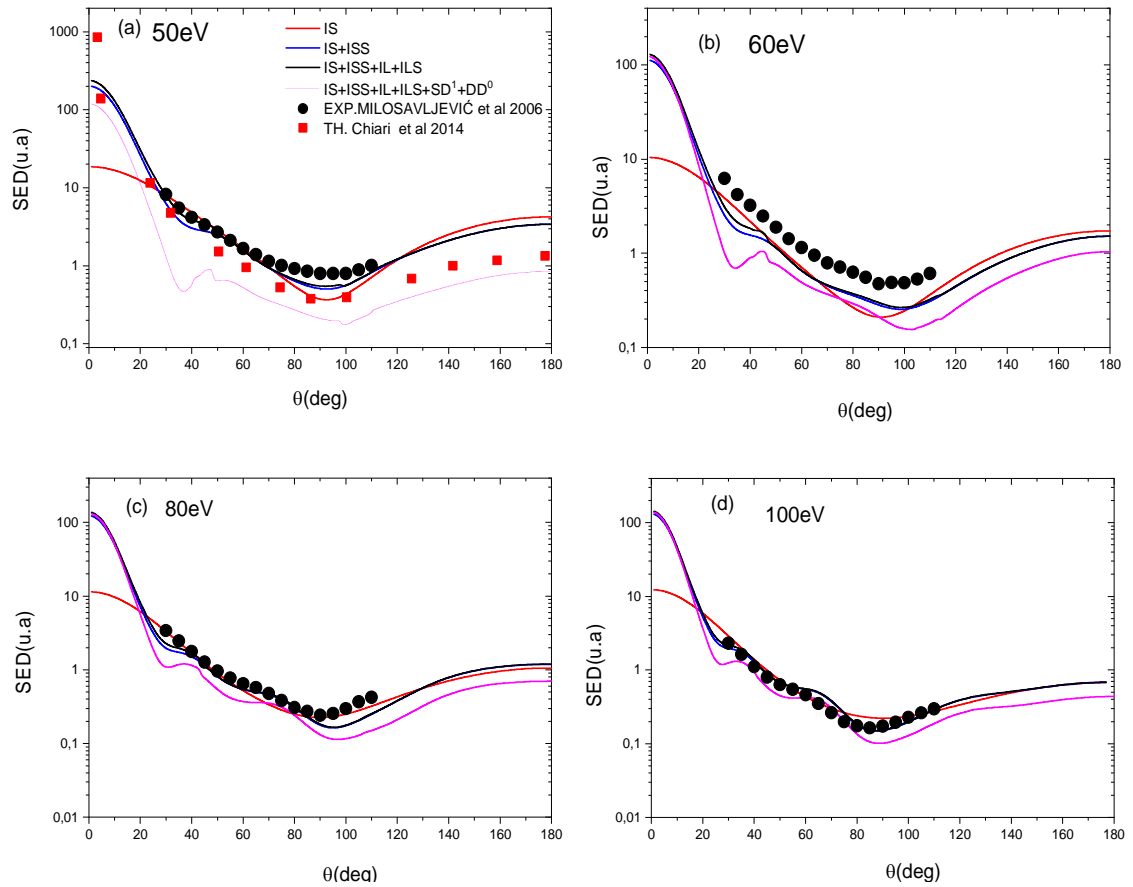 (a) 50eV
IS
IS+ISS
IS+ISS+IL+ILS
IS+ISS+IL+ILS+SD¹+DD⁰
EXP.MILOSAVLJEVIĆ et al 2006
TH. Chiari et al 2014
SED(u.a)
1000
100
10
1
0,1
0 20 40 60 80 100 120 140 160 180
θ(deg)
(b) 60eV
SED(u.a)
100
10
1
0,1
0 20 40 60 80 100 120 140 160 180
θ(deg)
(c) 80eV
SED(u.a)
100
10
1
0,1
0,01
0 20 40 60 80 100 120 140 160 180
θ(deg)
(d) 100eV
SED(u.a)
100
10
1
0,1
0,01
0 20 40 60 80 100 120 140 160 180
θ(deg)